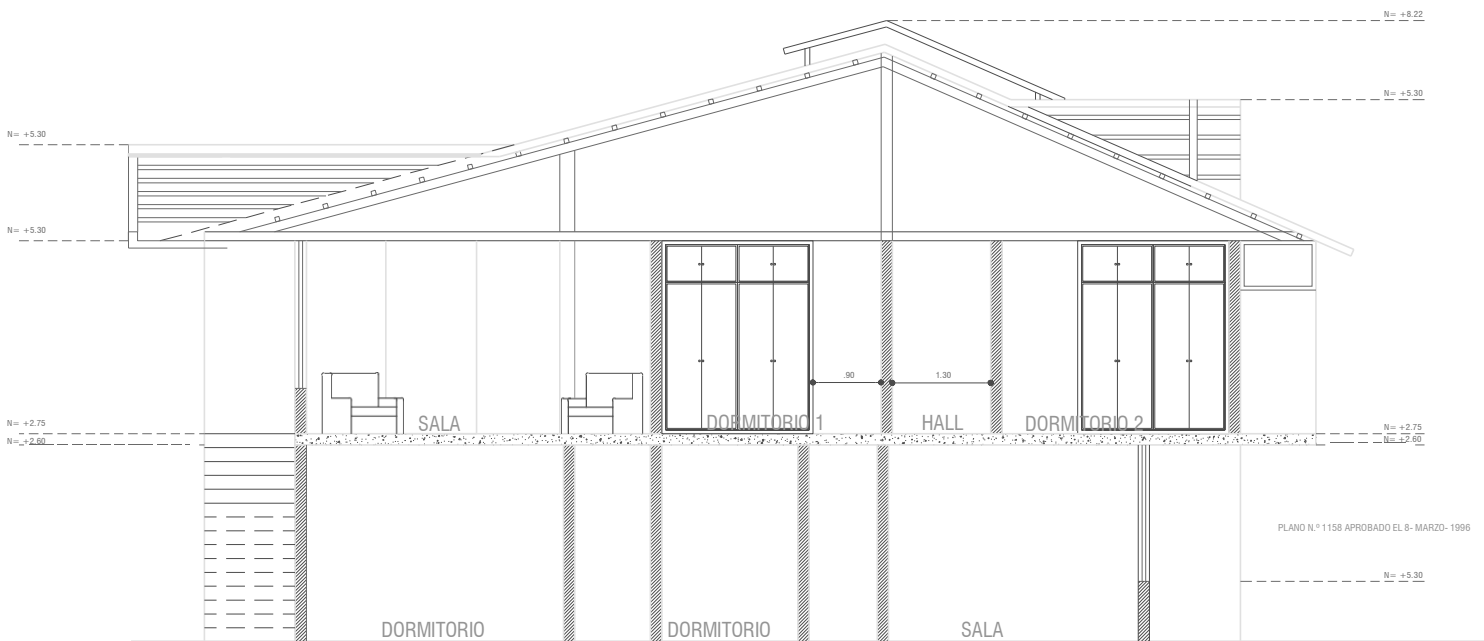 N= +8.22
N= +5.30
N= +5.30
N= +5.30
.90
1.30
SALA
DORMITORIO 1
HALL
DORMITORIO 2
N= +2.75
N= +2.60
N= +2.75
N= +2.60
PLANO N.º 1158 APROBADO EL 8- MARZO- 1996
N= +5.30
DORMITORIO
DORMITORIO
SALA